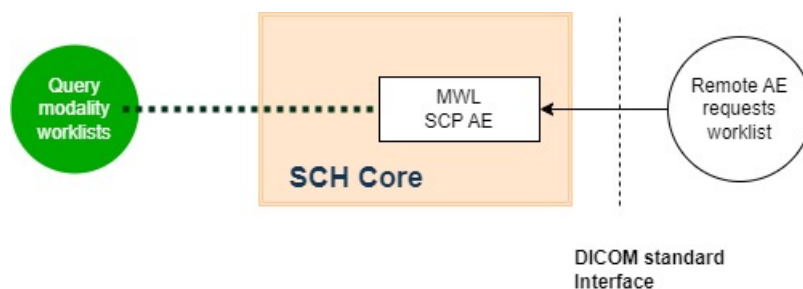 Query
modality
worklists
MWL
SCP AE
SCH Core
Remote AE
requests
worklist
DICOM standard
Interface